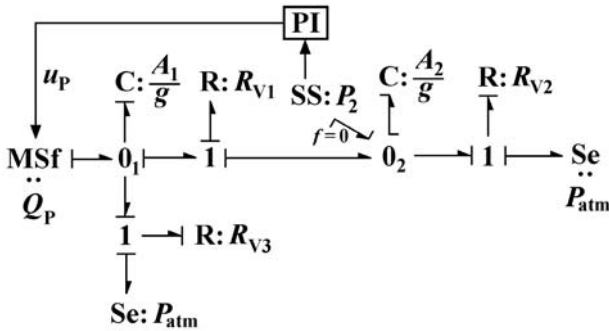 PI
u_P
C: A_1/g
R: R_V1
SS: P_2
C: A_2/g
R: R_V2
f=0
MSf
0_1
1
0_2
1
Se
..
Q_P
..
P_atm
1
R: R_V3
Se: P_atm